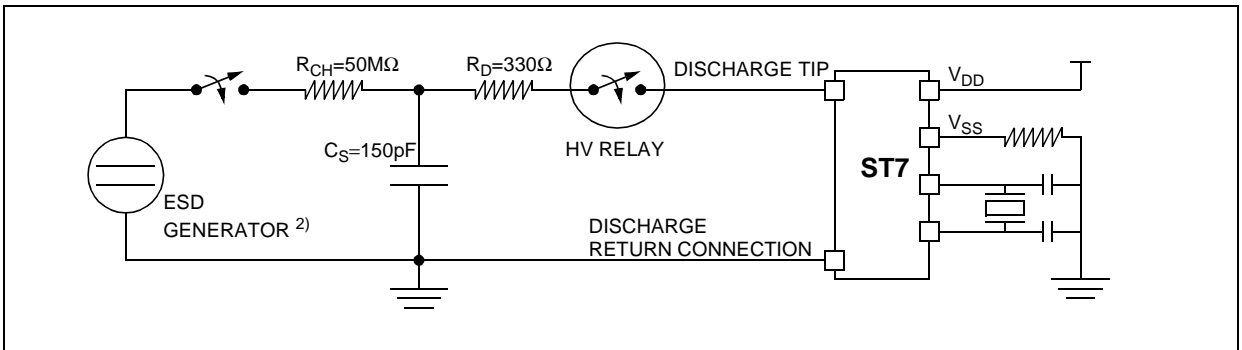 R_CH=50MΩ
R_D=330Ω
DISCHARGE TIP
V_DD
V_SS
C_S=150pF
HV RELAY
ST7
ESD
GENERATOR 2)
DISCHARGE
RETURN CONNECTION